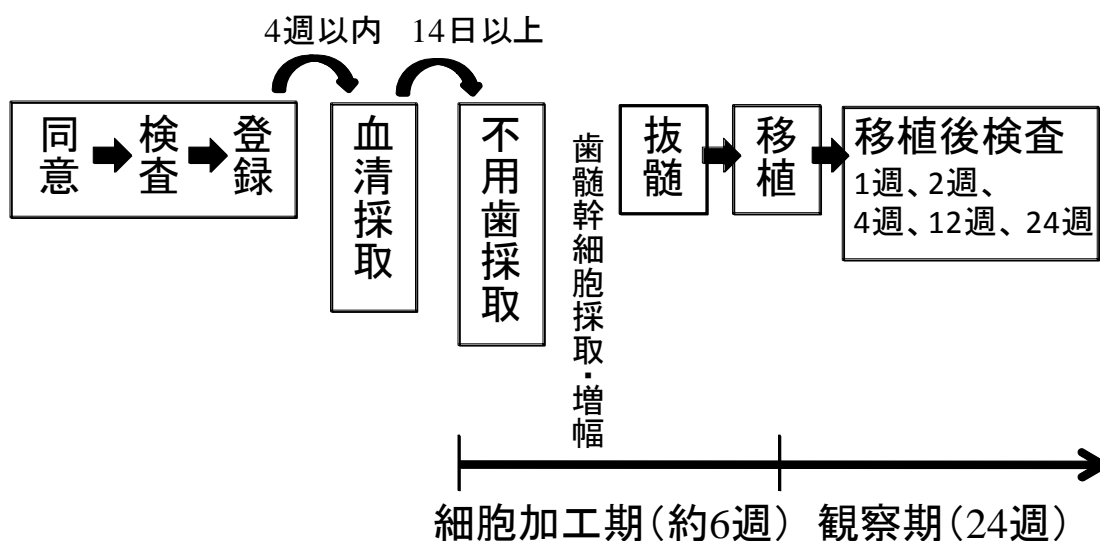 4週以内
14日以上
同意
検査
登録
血清採取
不用歯採取
歯髄幹細胞採取・増幅
抜髄
移植
移植後検査
1週、2週、
4週、12週、24週
細胞加工期（約6週）
観察期（24週）